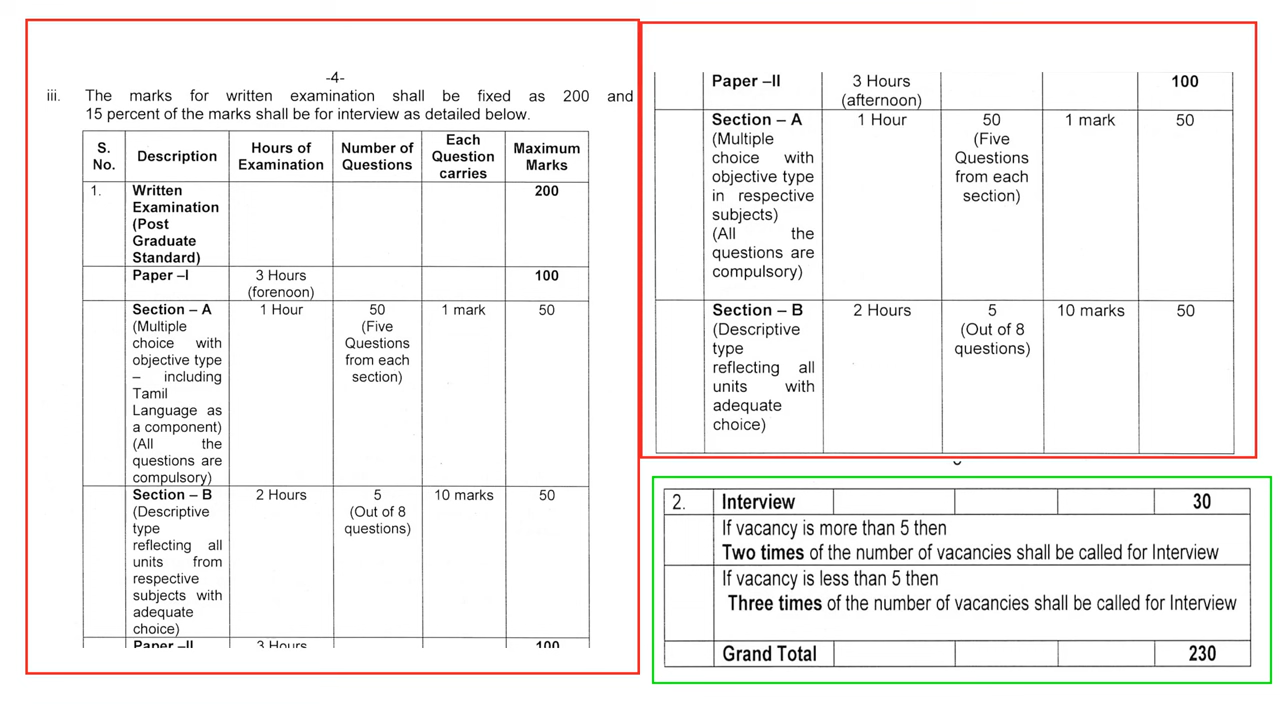 -4-
iii. The marks for written examination shall be fixed as 200 and
15 percent of the marks shall be for interview as detailed below.
S. No. Description Hours of Examination Number of Questions Each Question carries Maximum Marks
1. Written Examination (Post Graduate Standard) 200
Paper –I 3 Hours (forenoon) 100
Section – A 1 Hour 50 1 mark 50
(Multiple (Five
choice with Questions
objective type from each
– including section)
Tamil
Language as
a component)
(All the
questions are
compulsory)
Section – B 2 Hours 5 10 marks 50
(Descriptive (Out of 8
type questions)
reflecting all
units from
respective
subjects with
adequate
choice)
Paper –II 3 Hours 100
Paper –II 3 Hours 100
(afternoon)
Section – A 1 Hour 50 1 mark 50
(Multiple (Five
choice with Questions
objective type from each
in respective section)
subjects)
(All the
questions are
compulsory)
Section – B 2 Hours 5 10 marks 50
(Descriptive (Out of 8
type questions)
reflecting all
units with
adequate
choice)
2. Interview 30
If vacancy is more than 5 then
Two times of the number of vacancies shall be called for Interview
If vacancy is less than 5 then
Three times of the number of vacancies shall be called for Interview
Grand Total 230